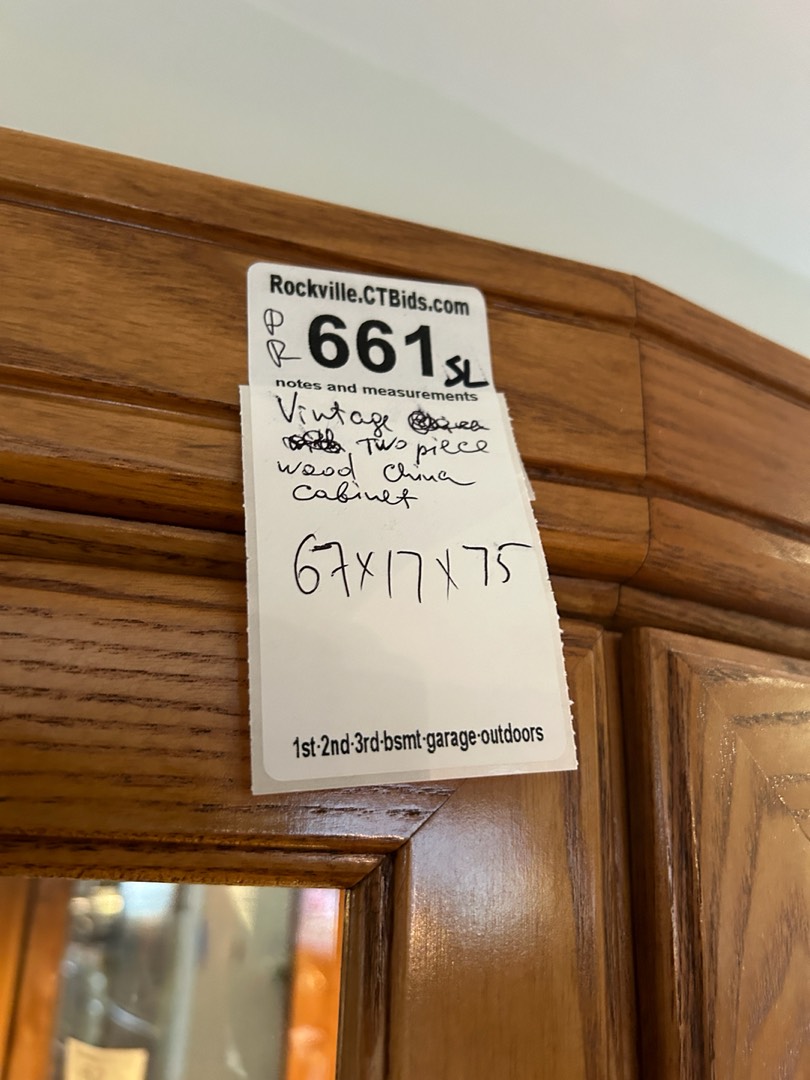 Rockville.CTBids.com
P
R 661 SL
notes and measurements
Vintage
Two piece
wood China
cabinet
67x17x75
1st·2nd·3rd·bsmt·garage·outdoors